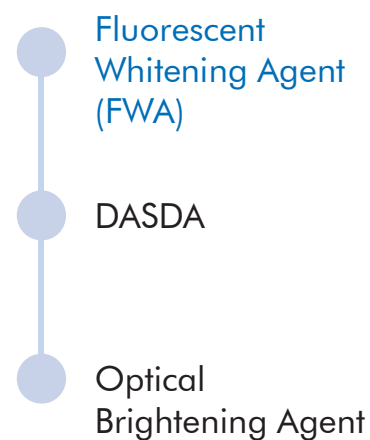 Fluorescent
Whitening Agent
(FWA)
DASDA
Optical
Brightening Agent